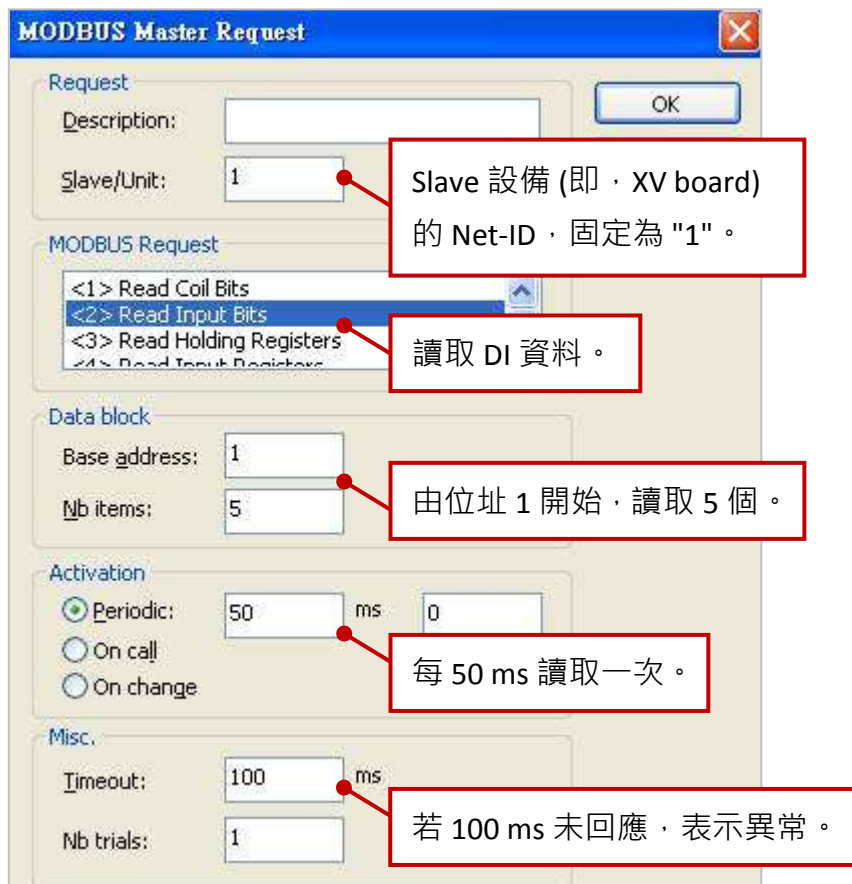 MODBUS Master Request
Request
OK
Description:
Slave/Unit: 1
Slave 設備 (即，XV board)
的 Net-ID，固定為 "1"。
MODBUS Request
<1> Read Coil Bits
<2> Read Input Bits
<3> Read Holding Registers
<4> Read Input Registers
讀取 DI 資料。
Data block
Base address: 1
Nb items: 5
由位址 1 開始，讀取 5 個。
Activation
Periodic: 50 ms 0
On call
On change
每 50 ms 讀取一次。
Misc.
Timeout: 100 ms
Nb trials: 1
若 100 ms 未回應，表示異常。